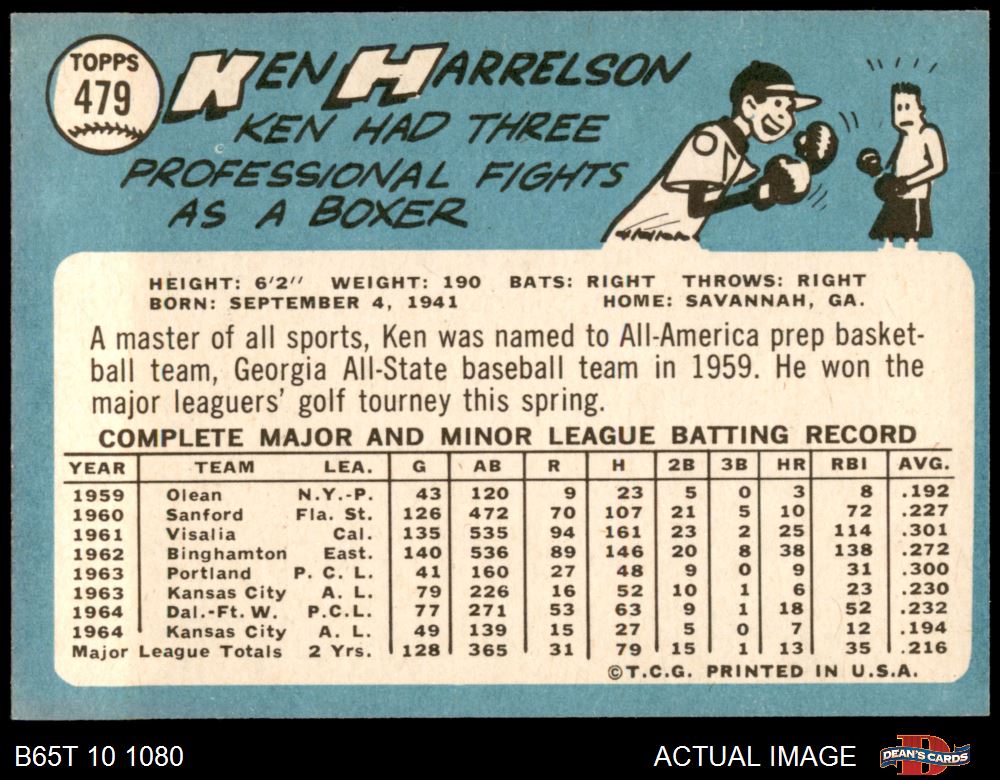 TOPPS
479
KEN HARRELSON
KEN HAD THREE
PROFESSIONAL FIGHTS
AS A BOXER
HEIGHT: 6'2" WEIGHT: 190 BATS: RIGHT THROWS: RIGHT
BORN: SEPTEMBER 4, 1941 HOME: SAVANNAH, GA.
A master of all sports, Ken was named to All-America prep basket-
ball team, Georgia All-State baseball team in 1959. He won the
major leaguers' golf tourney this spring.
COMPLETE MAJOR AND MINOR LEAGUE BATTING RECORD
YEAR TEAM LEA. G AB R H 2B 3B HR RBI AVG.
1959 Olean N.Y.-P. 43 120 9 23 5 0 3 8 .192
1960 Sanford Fla. St. 126 472 70 107 21 5 10 72 .227
1961 Visalia Cal. 135 535 94 161 23 2 25 114 .301
1962 Binghamton East. 140 536 89 146 20 8 38 138 .272
1963 Portland P. C. L. 41 160 27 48 9 0 9 31 .300
1963 Kansas City A. L. 79 226 16 52 10 1 6 23 .230
1964 Dal.-Ft. W. P.C.L. 77 271 53 63 9 1 18 52 .232
1964 Kansas City A. L. 49 139 15 27 5 0 7 12 .194
Major League Totals 2 Yrs. 128 365 31 79 15 1 13 35 .216
©T.C.G. PRINTED IN U.S.A.
B65T 10 1080 ACTUAL IMAGE DEAN'S CARDS